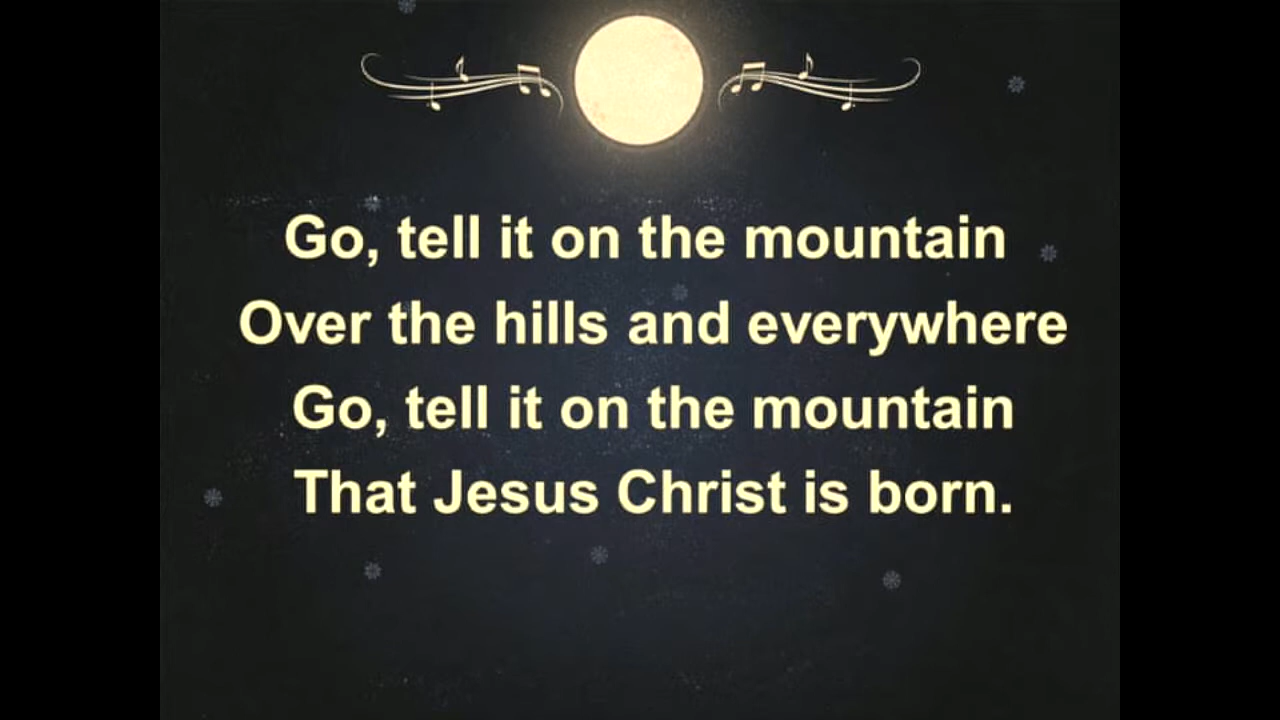 Go, tell it on the mountain
Over the hills and everywhere
Go, tell it on the mountain
That Jesus Christ is born.